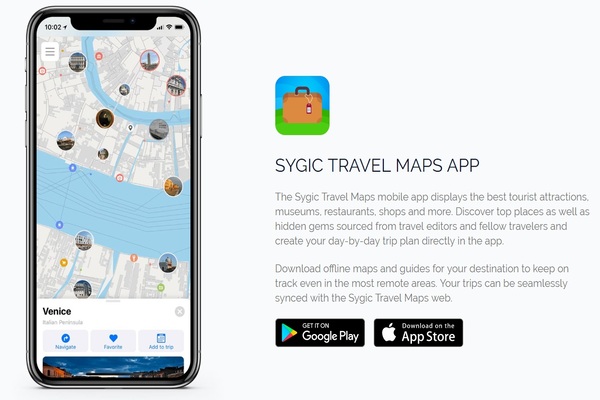 10:02
Venice
Italian Peninsula
Navigate
Favorite
Add to trip
SYGIC TRAVEL MAPS APP
The Sygic Travel Maps mobile app displays the best tourist attractions,
museums, restaurants, shops and more. Discover top places as well as
hidden gems sourced from travel editors and fellow travelers and
create your day-by-day trip plan directly in the app.
Download offline maps and guides for your destination to keep on
track even in the most remote areas. Your trips can be seamlessly
synced with the Sygic Travel Maps web.
GET IT ON
Google Play
Download on the
App Store